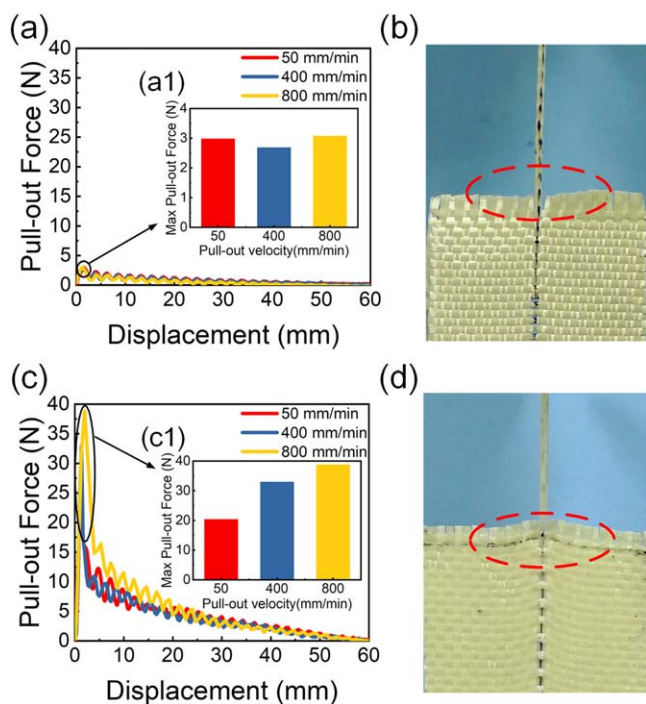 (a)
Pull-out Force (N)
40
35
30
25
20
15
10
5
0
0 10 20 30 40 50 60
Displacement (mm)
50 mm/min
400 mm/min
800 mm/min
(a1)
Max Pull-out Force (N)
4
3
2
1
0
50 400 800
Pull-out velocity(mm/min)
(b)
(c)
Pull-out Force (N)
40
35
30
25
20
15
10
5
0
0 10 20 30 40 50 60
Displacement (mm)
50 mm/min
400 mm/min
800 mm/min
(c1)
Max Pull-out Force (N)
40
30
20
10
0
50 400 800
Pull-out velocity(mm/min)
(d)